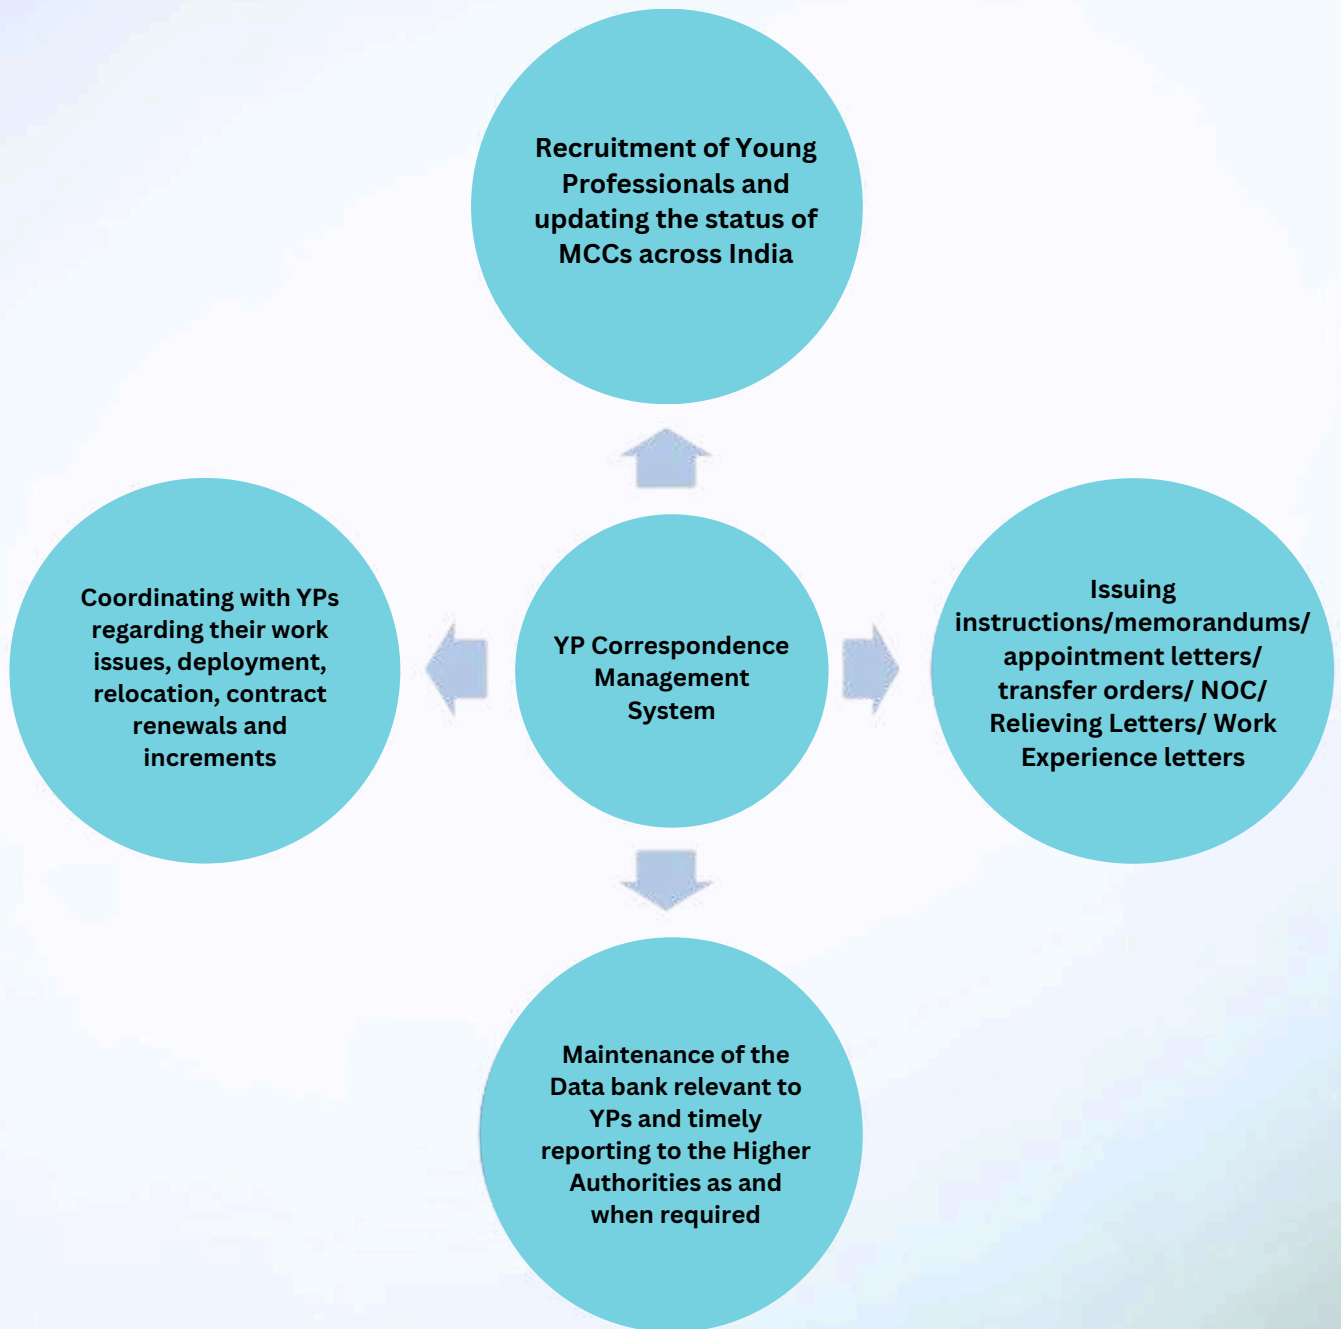 Recruitment of Young
Professionals and
updating the status of
MCCs across India
Coordinating with YPs
regarding their work
issues, deployment,
relocation, contract
renewals and
increments
YP Correspondence
Management
System
Issuing
instructions/memorandums/
appointment letters/
transfer orders/ NOC/
Relieving Letters/ Work
Experience letters
Maintenance of the
Data bank relevant to
YPs and timely
reporting to the Higher
Authorities as and
when required